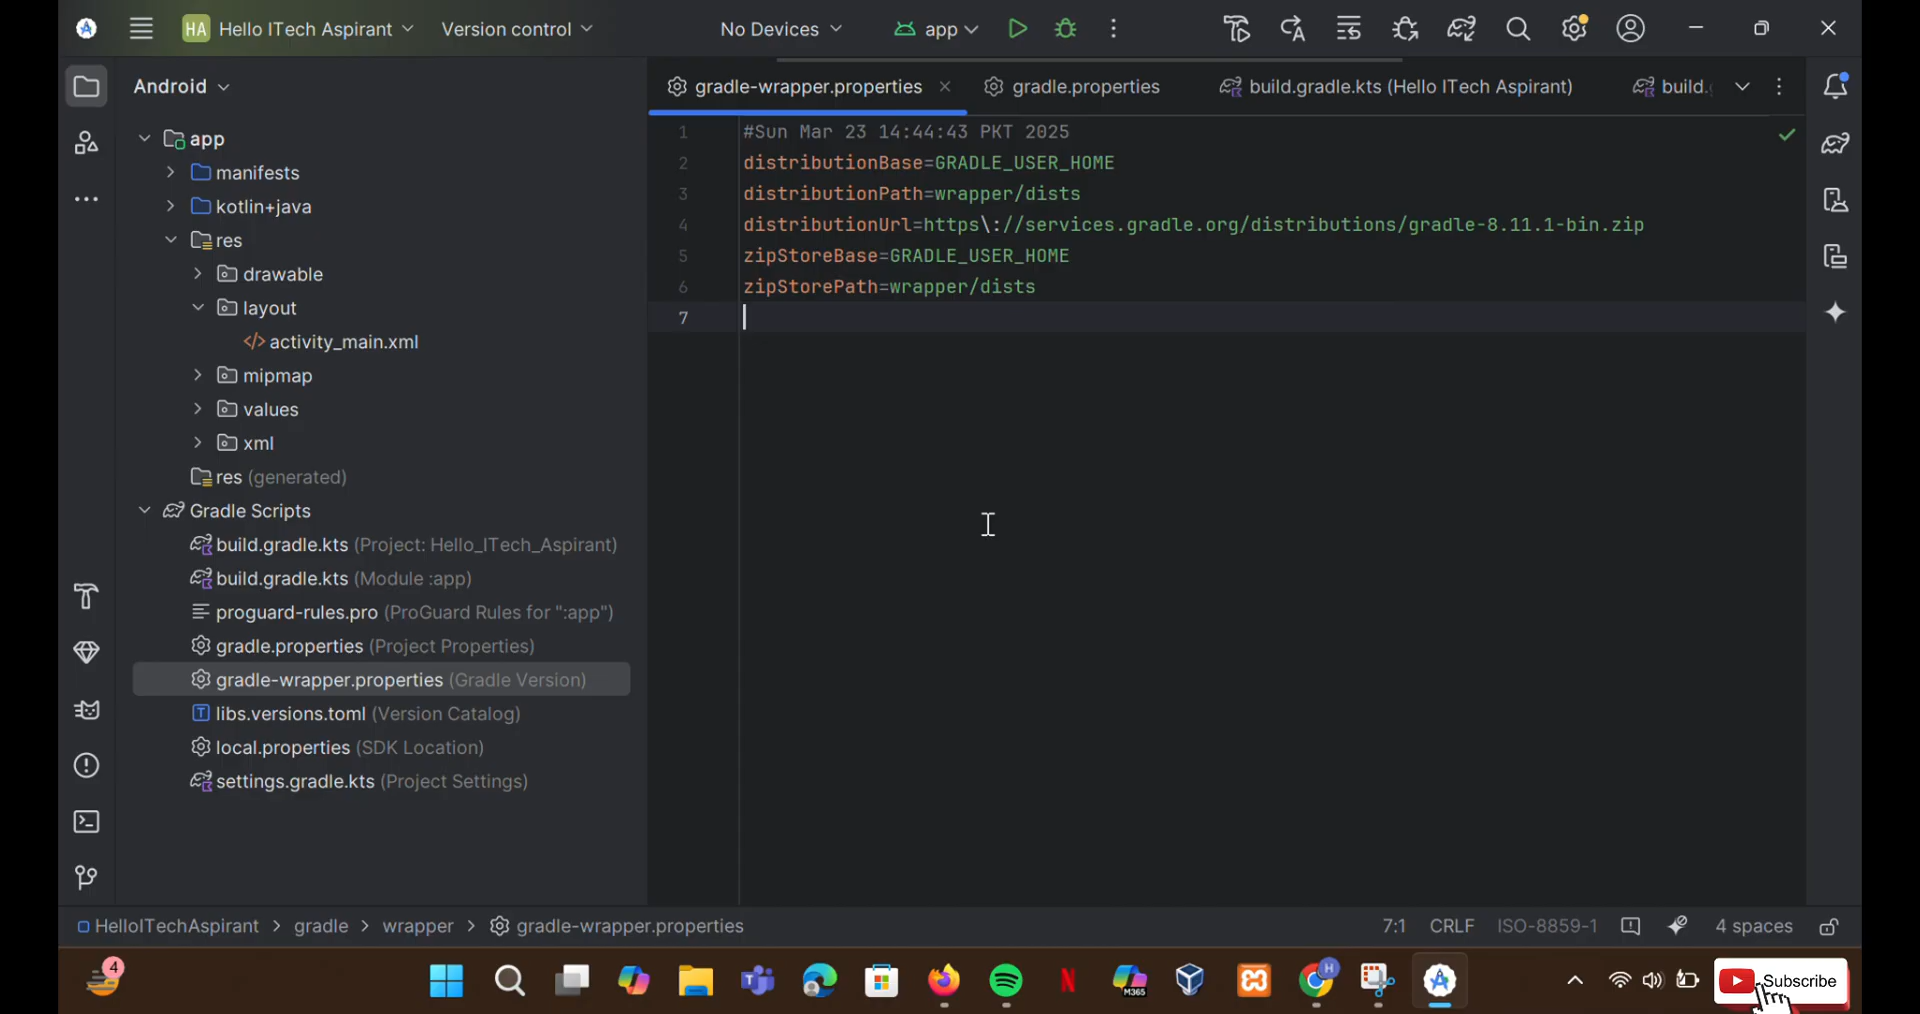 HA Hello ITech Aspirant
Version control
No Devices
app
Android
gradle-wrapper.properties
gradle.properties
build.gradle.kts (Hello ITech Aspirant)
build.
app
manifests
kotlin+java
res
drawable
layout
</> activity_main.xml
mipmap
values
xml
res (generated)
Gradle Scripts
build.gradle.kts (Project: Hello_ITech_Aspirant)
build.gradle.kts (Module :app)
proguard-rules.pro (ProGuard Rules for ":app")
gradle.properties (Project Properties)
gradle-wrapper.properties (Gradle Version)
libs.versions.toml (Version Catalog)
local.properties (SDK Location)
settings.gradle.kts (Project Settings)
1 #Sun Mar 23 14:44:43 PKT 2025
2 distributionBase=GRADLE_USER_HOME
3 distributionPath=wrapper/dists
4 distributionUrl=https\://services.gradle.org/distributions/gradle-8.11.1-bin.zip
5 zipStoreBase=GRADLE_USER_HOME
6 zipStorePath=wrapper/dists
7
HelloITechAspirant > gradle > wrapper > gradle-wrapper.properties
7:1 CRLF ISO-8859-1 4 spaces
4
M365
H
Subscribe